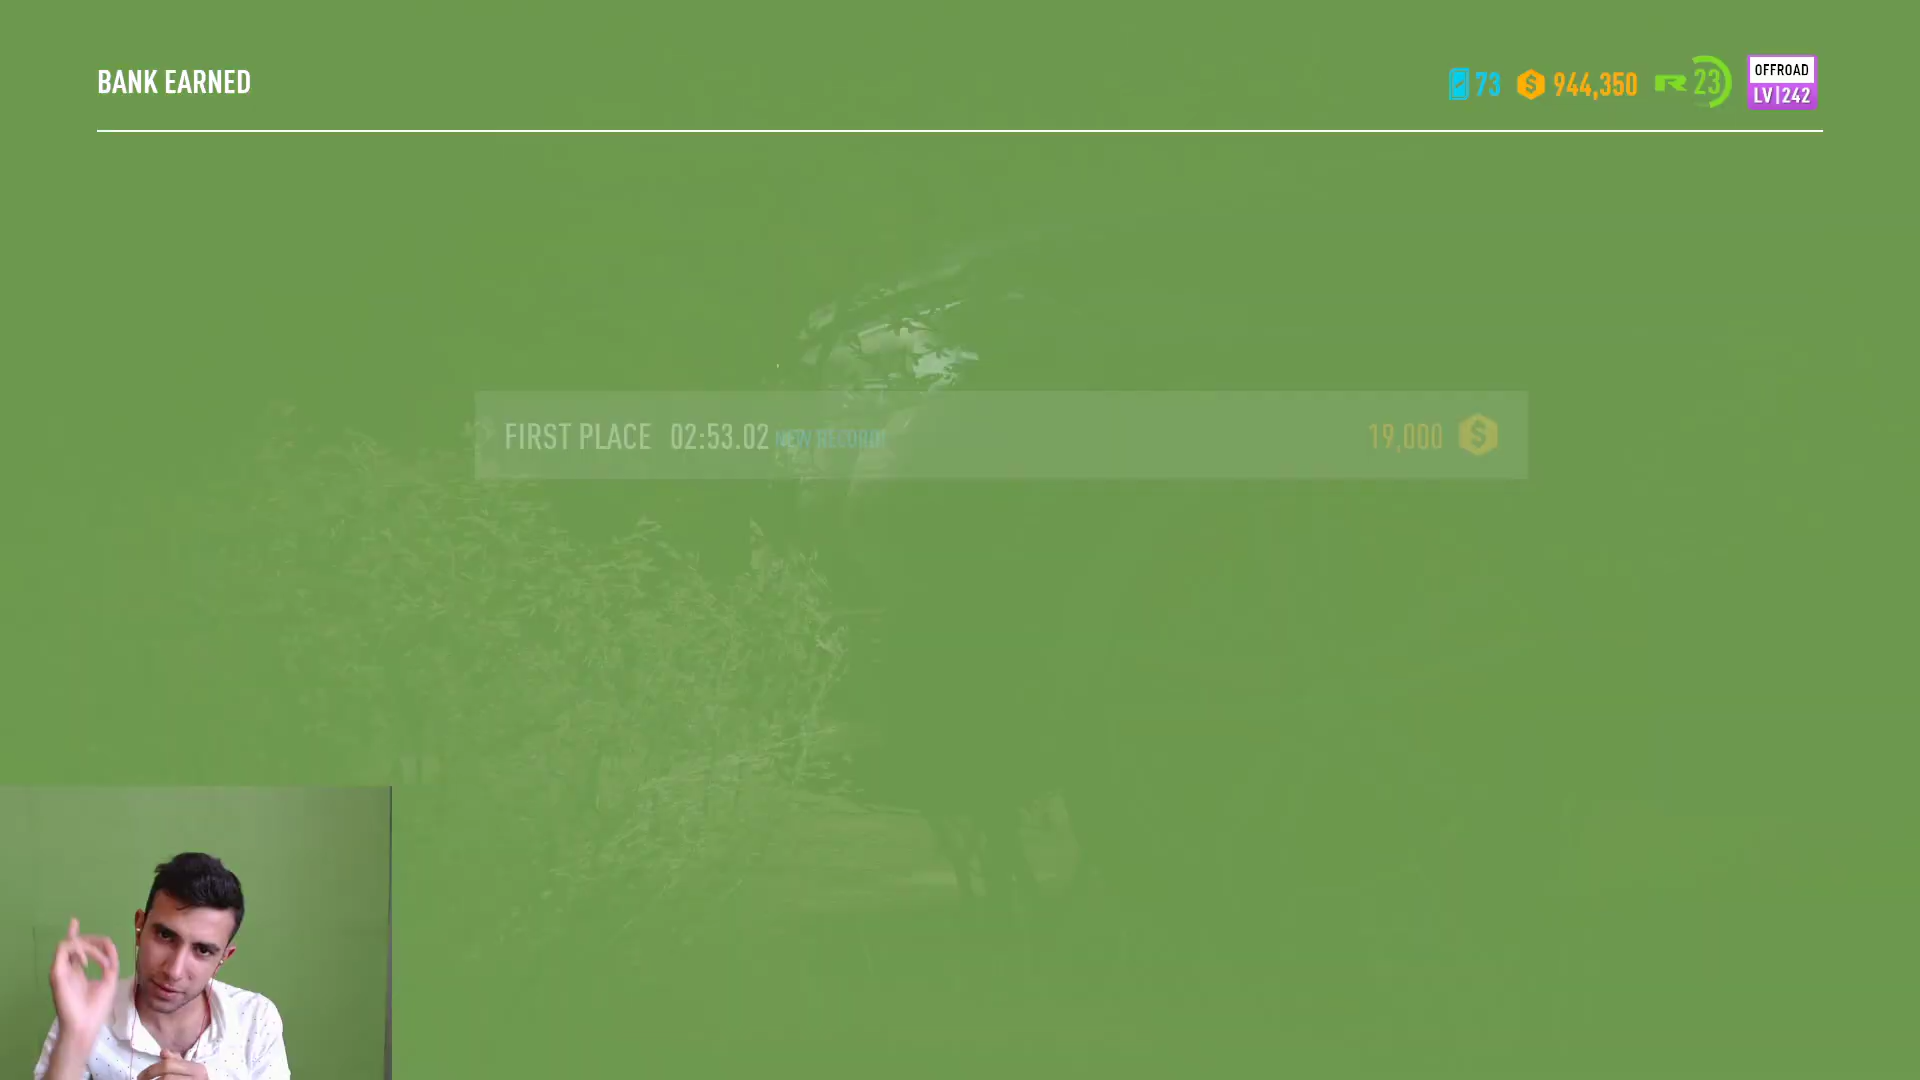 BANK EARNED
73 944,350 R 23
OFFROAD
LV|242
FIRST PLACE 02:53.02 NEW RECORD! 19,000